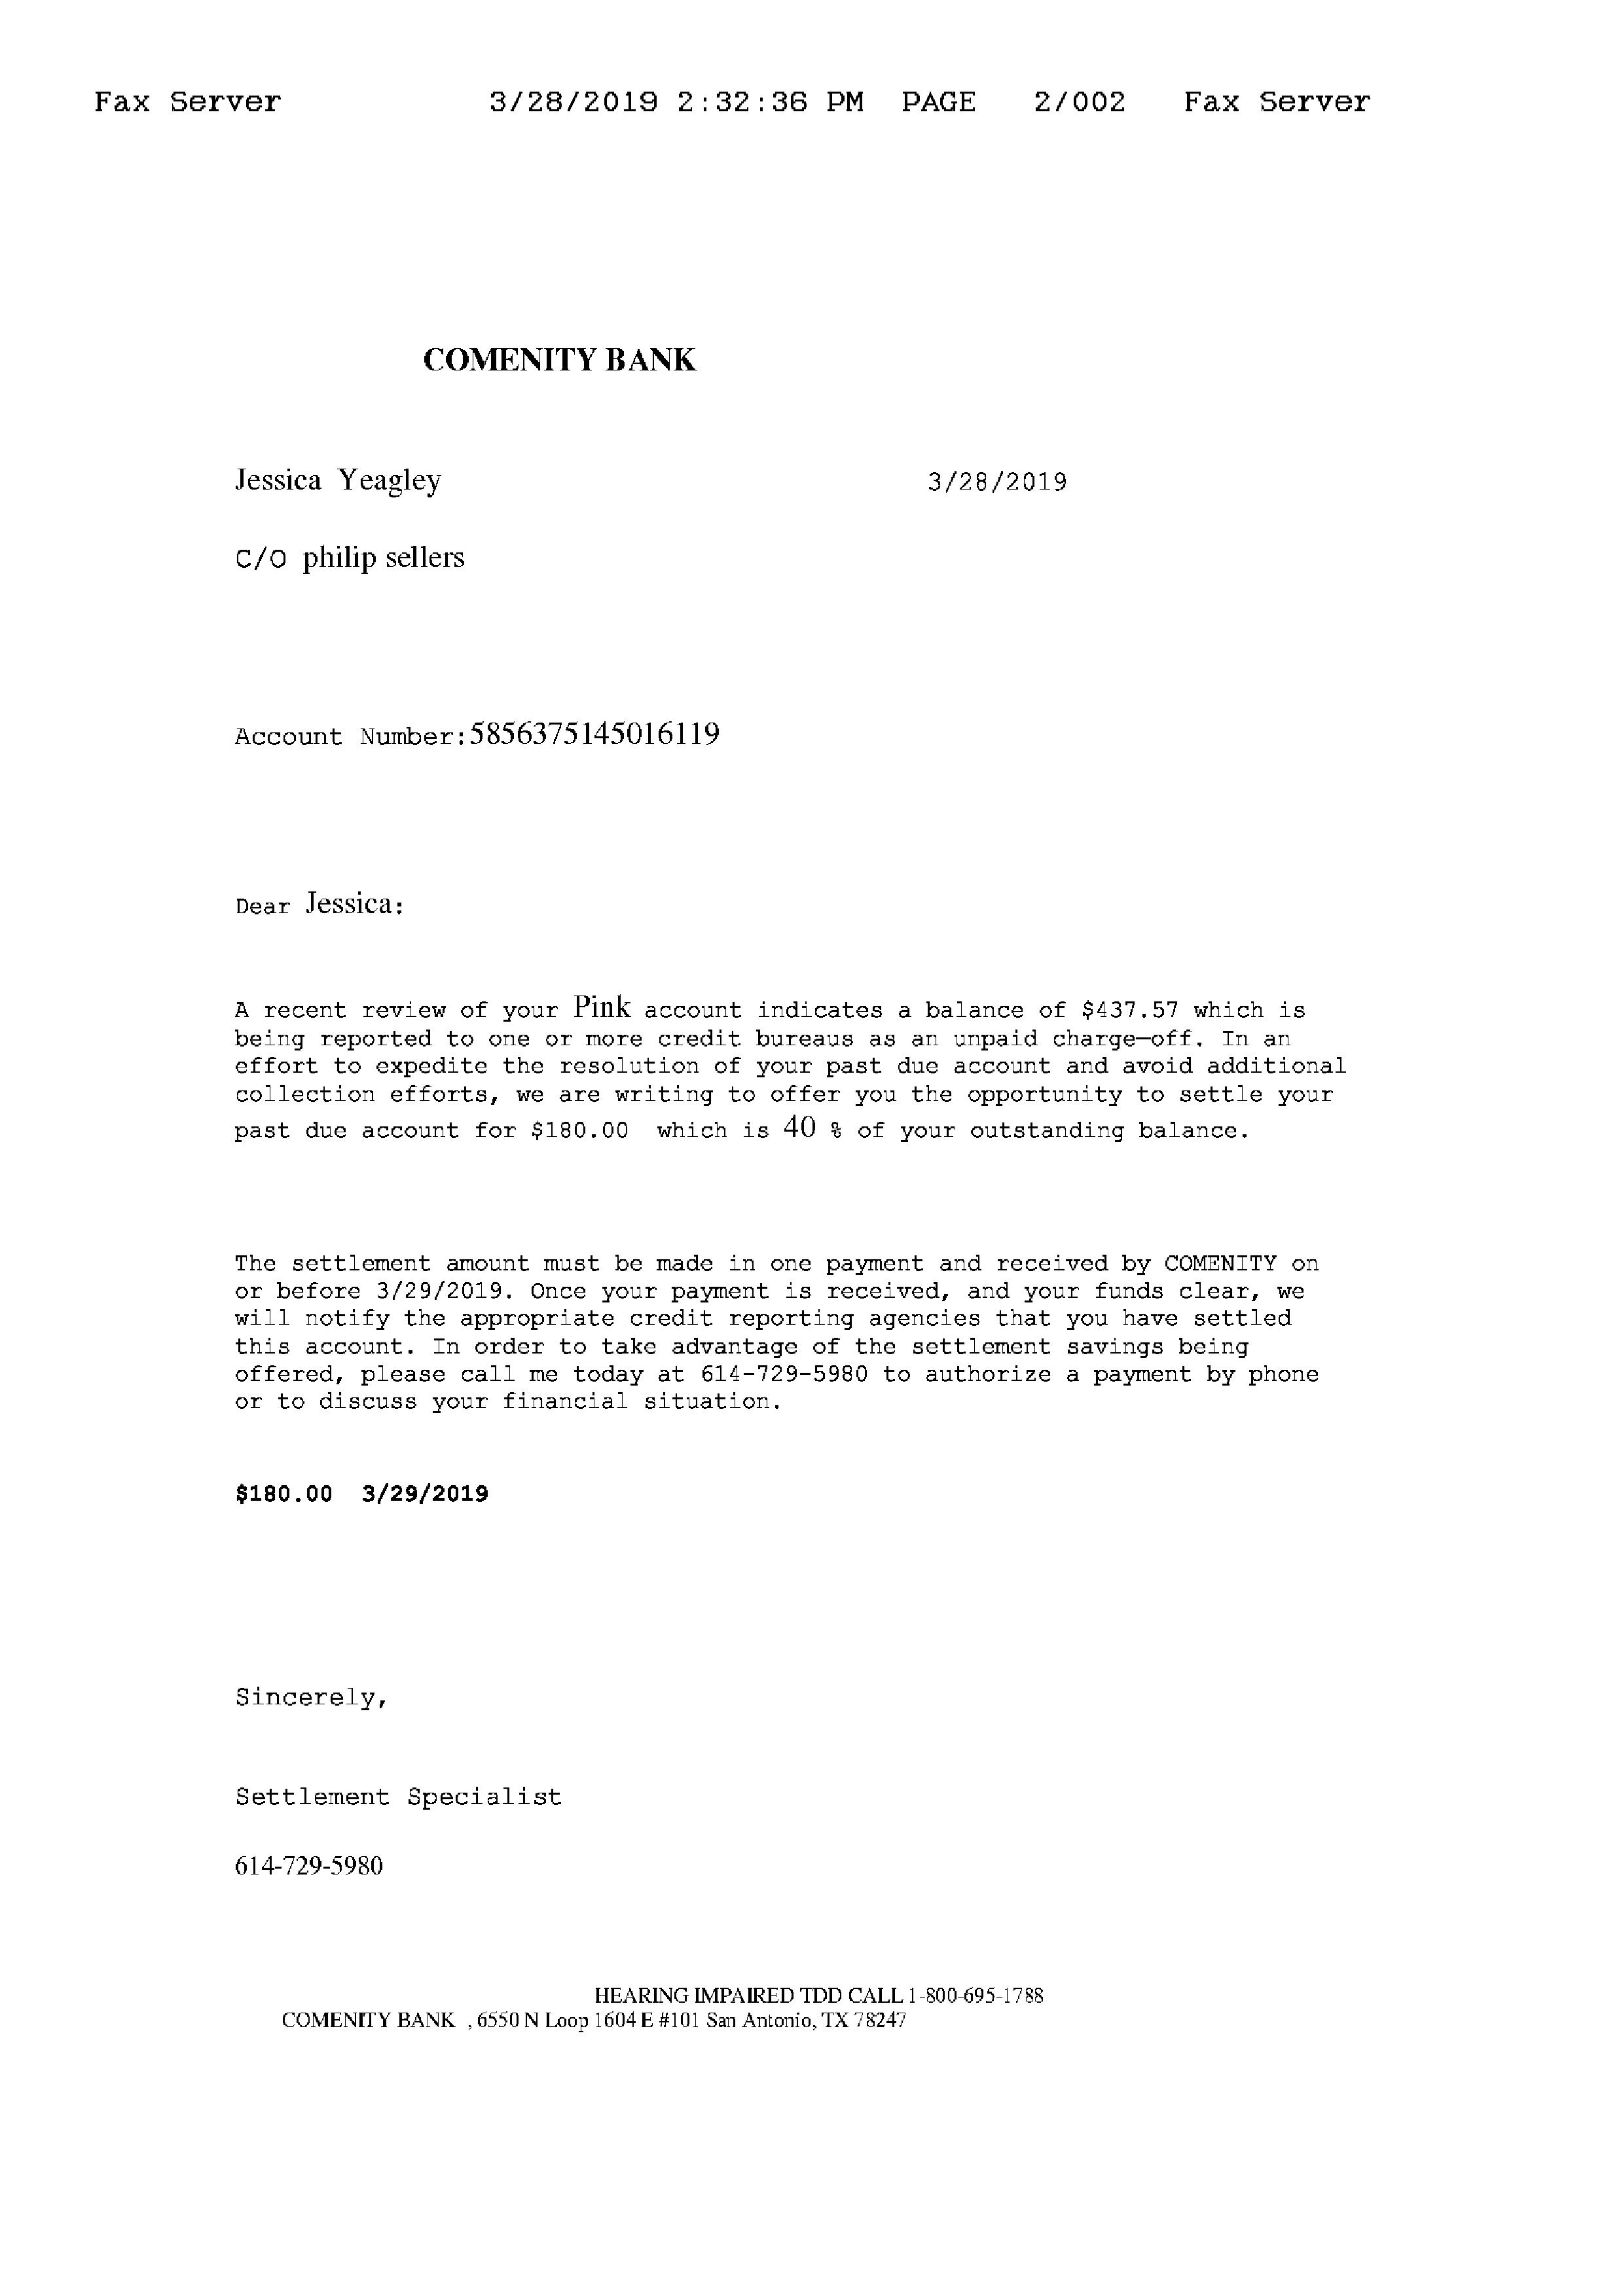 Fax Server 3/28/2019 2:32:36 PM PAGE 2/002 Fax Server
COMENITY BANK
Jessica Yeagley 3/28/2019
C/O philip sellers
Account Number:5856375145016119
Dear Jessica:
A recent review of your Pink account indicates a balance of $437.57 which is
being reported to one or more credit bureaus as an unpaid charge-off. In an
effort to expedite the resolution of your past due account and avoid additional
collection efforts, we are writing to offer you the opportunity to settle your
past due account for $180.00 which is 40 % of your outstanding balance.
The settlement amount must be made in one payment and received by COMENITY on
or before 3/29/2019. Once your payment is received, and your funds clear, we
will notify the appropriate credit reporting agencies that you have settled
this account. In order to take advantage of the settlement savings being
offered, please call me today at 614-729-5980 to authorize a payment by phone
or to discuss your financial situation.
$180.00 3/29/2019
Sincerely,
Settlement Specialist
614-729-5980
HEARING IMPAIRED TDD CALL 1-800-695-1788
COMENITY BANK , 6550 N Loop 1604 E #101 San Antonio, TX 78247